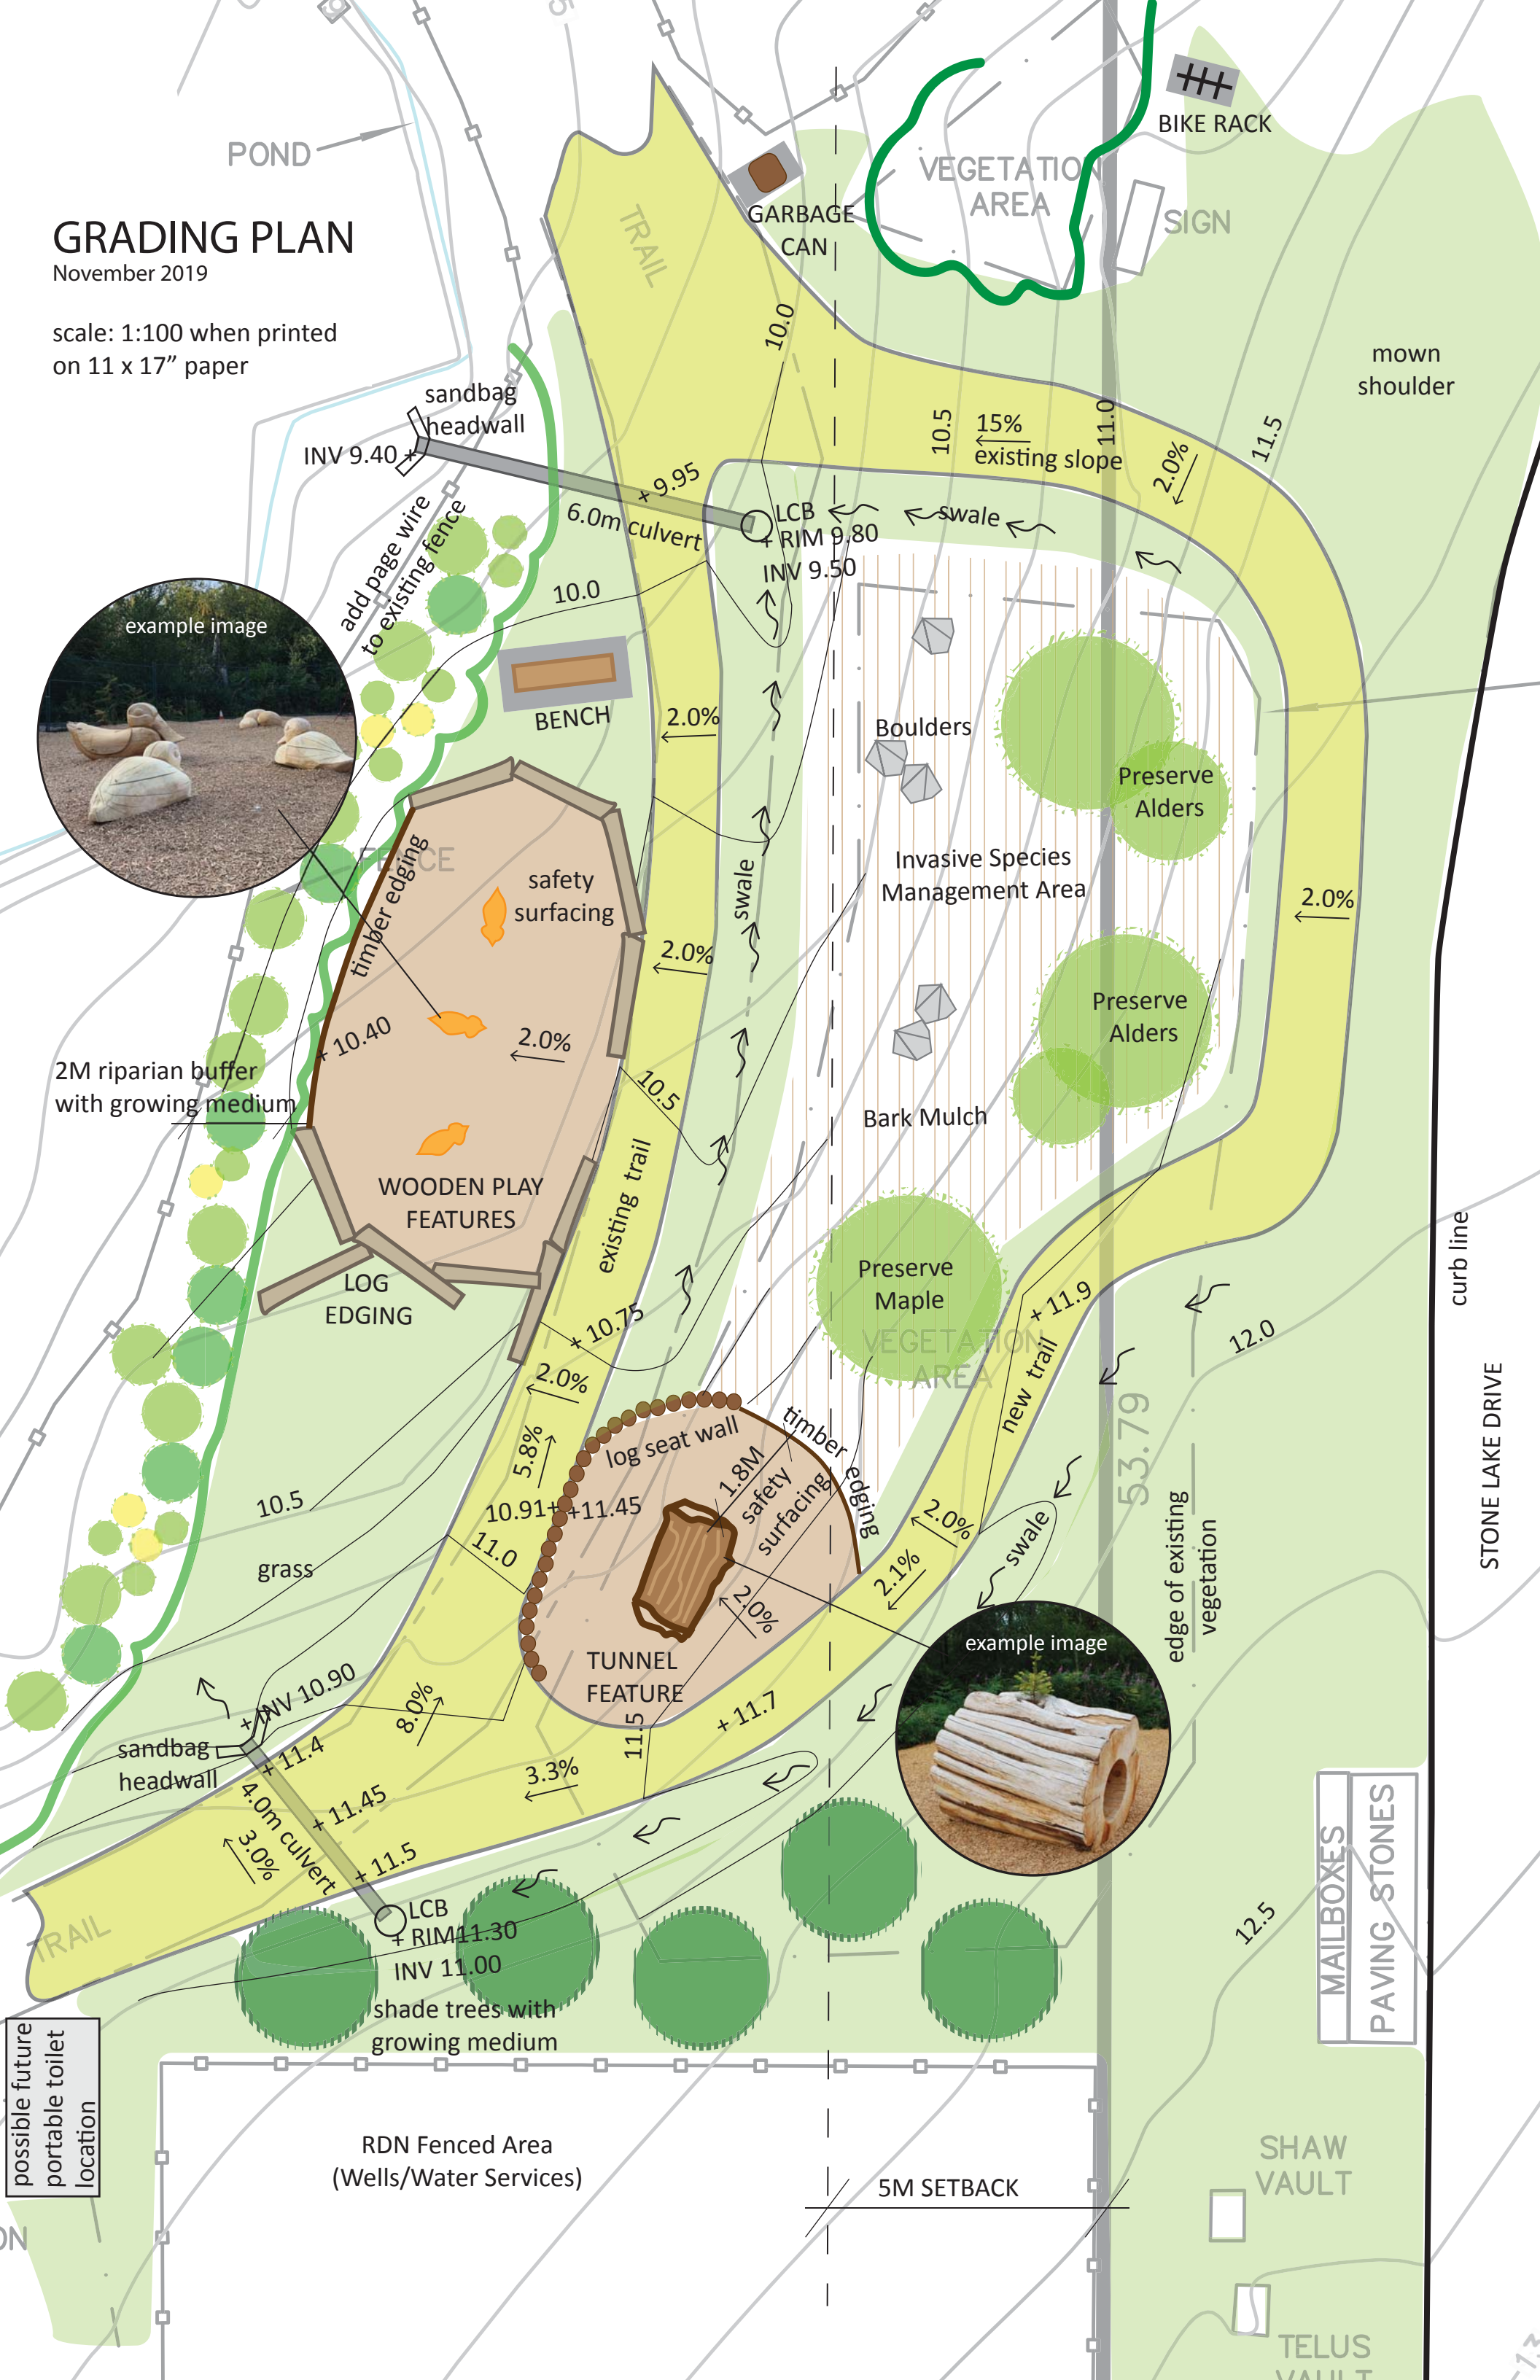 POND
GRADING PLAN
November 2019
scale: 1:100 when printed
on 11 x 17” paper
TRAIL
GARBAGE
CAN
VEGETATION
AREA
BIKE RACK
SIGN
mown
shoulder
10.0
sandbag
headwall
INV 9.40 +
+ 9.95
6.0m culvert
LCB
+ RIM 9.80
INV 9.50
10.5
15%
existing slope
11.0
2.0%
11.5
swale
add page wire
to existing fence
10.0
example image
BENCH
2.0%
Boulders
Preserve
Alders
FENCE
timber edging
safety
surfacing
swale
Invasive Species
Management Area
2.0%
2.0%
Preserve
Alders
+ 10.40
2.0%
10.5
2M riparian buffer
with growing medium
Bark Mulch
existing trail
WOODEN PLAY
FEATURES
LOG
EDGING
Preserve
Maple
VEGETATION
AREA
+ 11.9
new trail
12.0
curb line
+ 10.75
2.0%
5.8%
log seat wall
timber edging
1.8M
safety
surfacing
53.79
STONE LAKE DRIVE
10.5
10.91+
+11.45
11.0
2.0%
2.1%
swale
edge of existing
vegetation
grass
2.0%
TUNNEL
FEATURE
example image
+ INV 10.90
8.0%
11.5
+ 11.7
sandbag
headwall
+ 11.4
4.0m culvert
+ 11.45
3.3%
3.0%
+ 11.5
TRAIL
LCB
+ RIM11.30
INV 11.00
shade trees with
growing medium
12.5
MAILBOXES
PAVING STONES
possible future
portable toilet
location
RDN Fenced Area
(Wells/Water Services)
5M SETBACK
SHAW
VAULT
ON
TELUS
VAULT
13